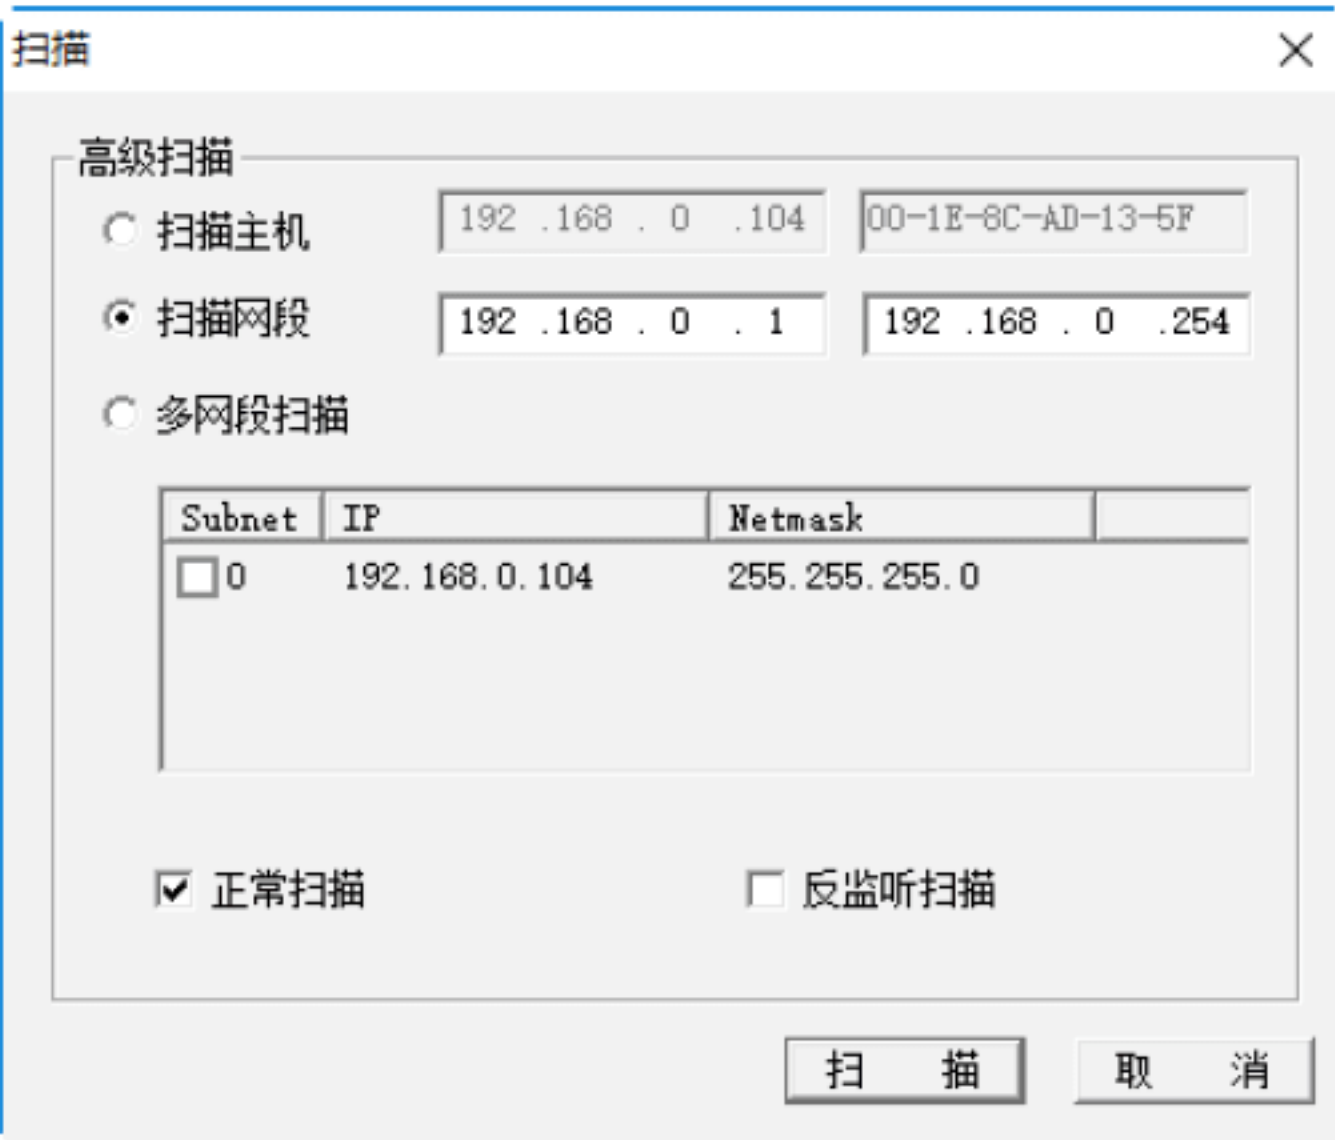 扫描
高级扫描
扫描主机 192 .168 . 0 .104 00-1E-8C-AD-13-5F
扫描网段 192 .168 . 0 . 1 192 .168 . 0 .254
多网段扫描
Subnet IP Netmask
0 192.168.0.104 255.255.255.0
正常扫描 反监听扫描
扫 描 取 消